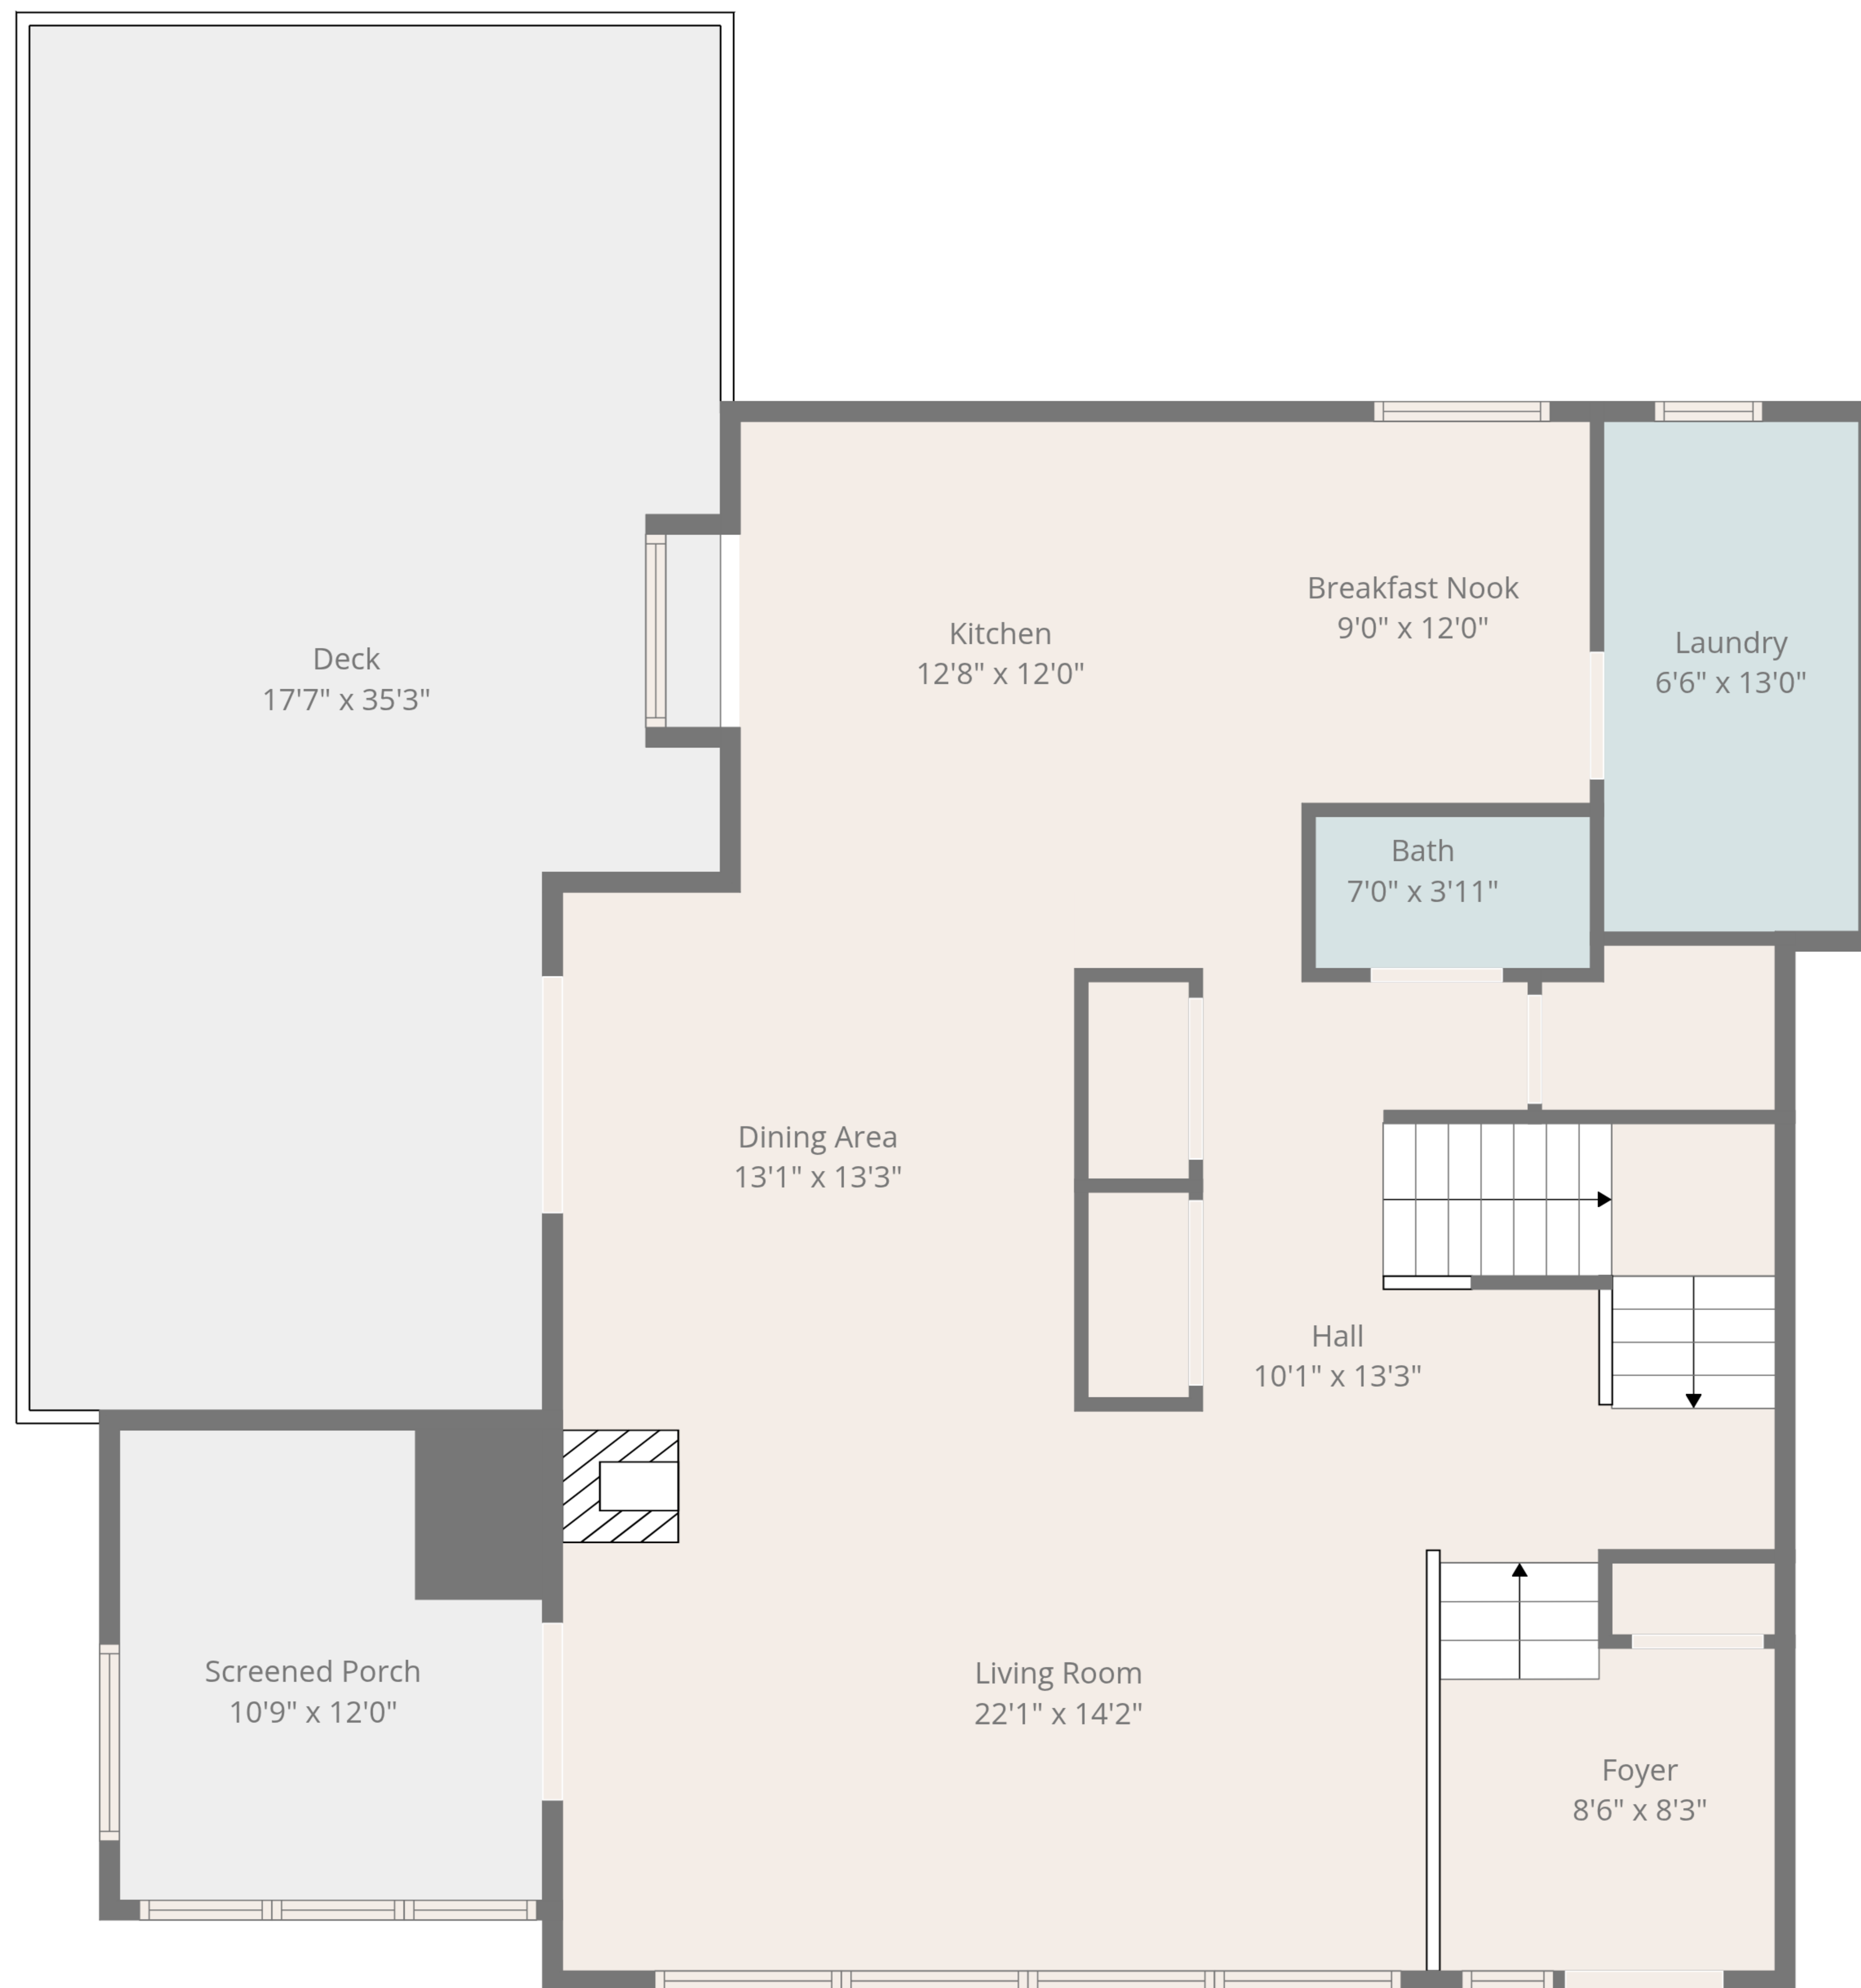 Breakfast Nook
9'0" x 12'0"
Kitchen
12'8" x 12'0"
Laundry
6'6" x 13'0"
Deck
17'7" x 35'3"
Bath
7'0" x 3'11"
Dining Area
13'1" x 13'3"
Hall
10'1" x 13'3"
Screened Porch
10'9" x 12'0"
Living Room
22'1" x 14'2"
Foyer
8'6" x 8'3"